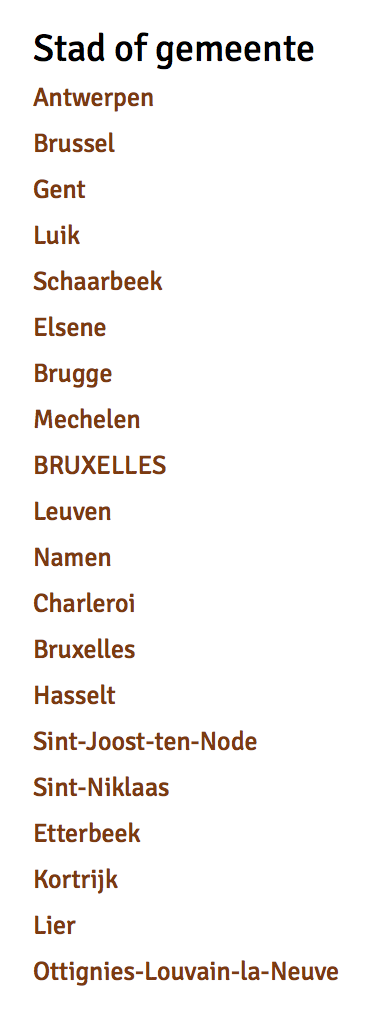 Stad of gemeente
Antwerpen
Brussel
Gent
Luik
Schaarbeek
Elsene
Brugge
Mechelen
BRUXELLES
Leuven
Namen
Charleroi
Bruxelles
Hasselt
Sint-Joost-ten-Node
Sint-Niklaas
Etterbeek
Kortrijk
Lier
Ottignies-Louvain-la-Neuve